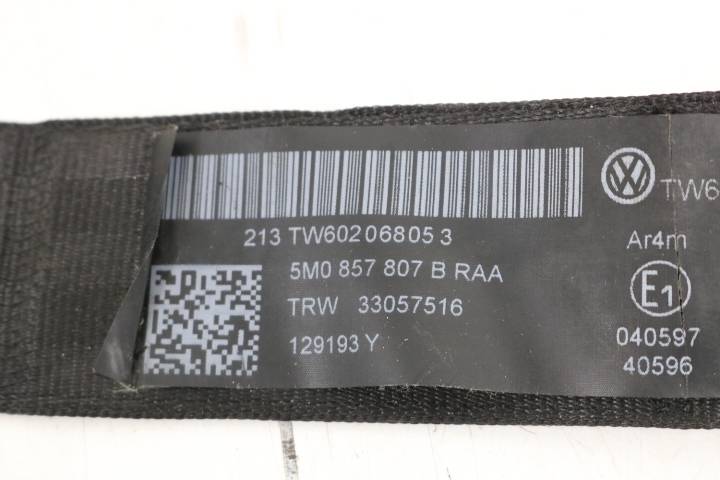 213 TW602 06805 3
5M0 857 807 B RAA
TRW 33057516
129193 Y
TW6
Ar4m
E1
040597
40596